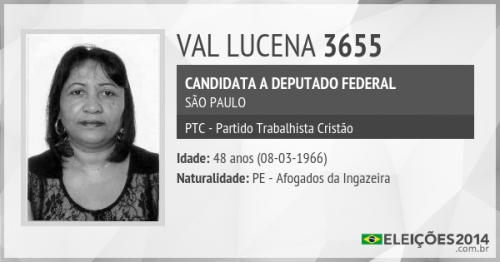 VAL LUCENA 3655
CANDIDATA A DEPUTADO FEDERAL
SÃO PAULO
PTC - Partido Trabalhista Cristão
Idade: 48 anos (08-03-1966)
Naturalidade: PE - Afogados da Ingazeira
ELEIÇÕES2014
.com.br